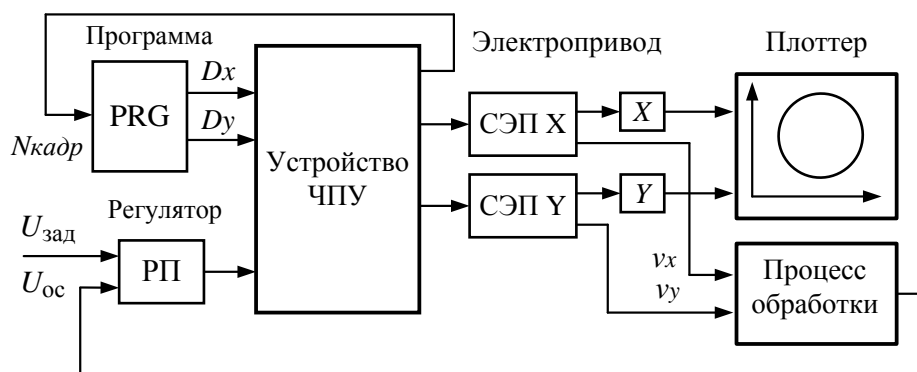 Программа
Электропривод
Плоттер
Dx
PRG
Dy
Nкадр
Устройство
ЧПУ
СЭП X
X
СЭП Y
Y
Регулятор
Uзад
РП
Uос
vx
vy
Процесс
обработки